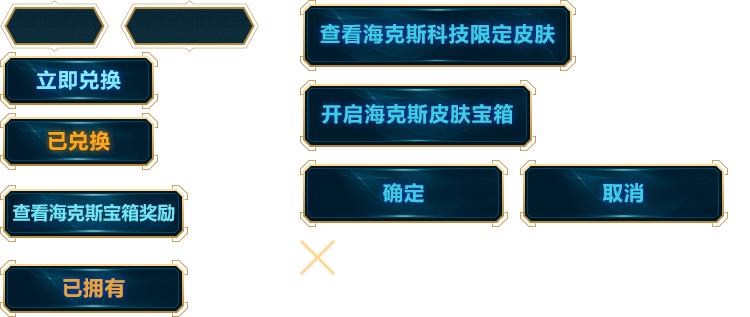 立即兑换
已兑换
查看海克斯宝箱奖励
已拥有
查看海克斯科技限定皮肤
开启海克斯皮肤宝箱
确定
取消